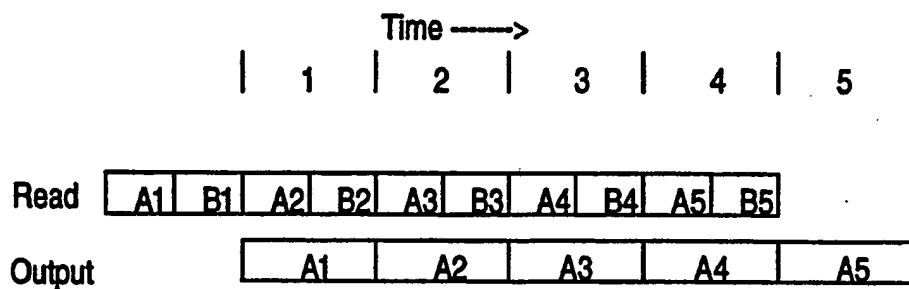 Time ------>
| 1 | 2 | 3 | 4 | 5
Read A1 B1 A2 B2 A3 B3 A4 B4 A5 B5
Output A1 A2 A3 A4 A5